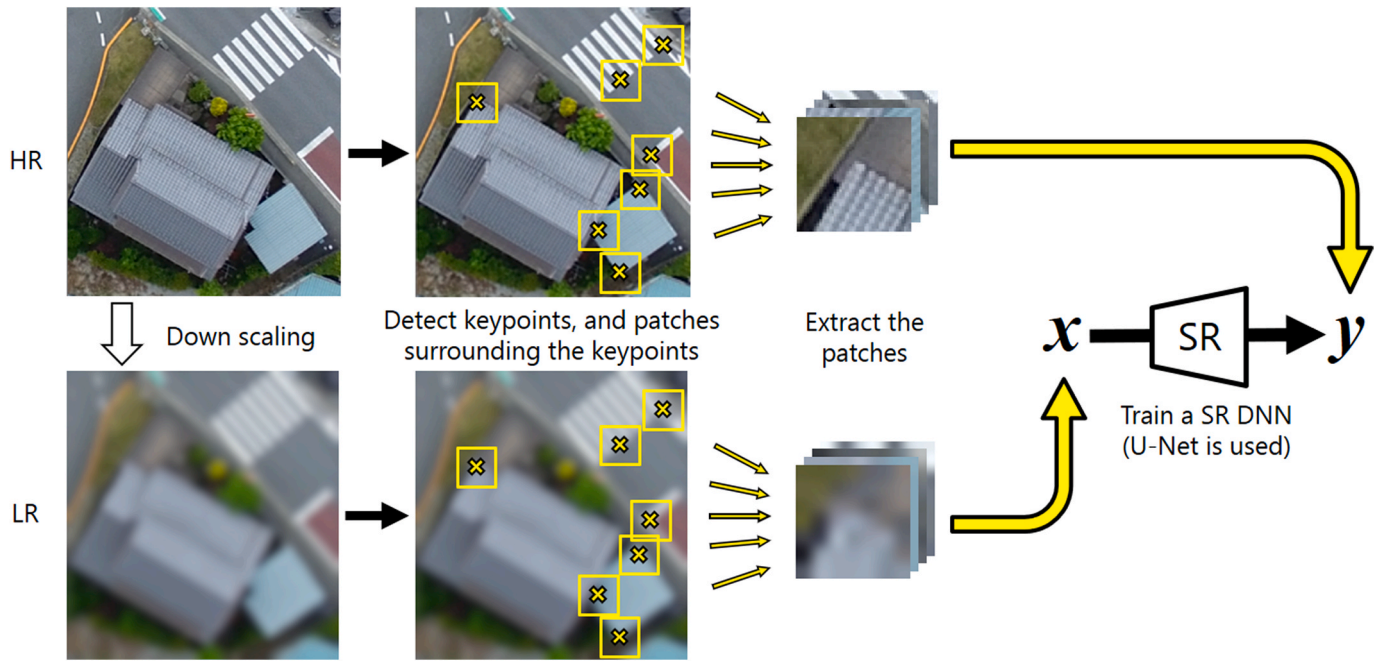 HR
Down scaling
Detect keypoints, and patches
surrounding the keypoints
Extract the
patches
x
SR
y
Train a SR DNN
(U-Net is used)
LR